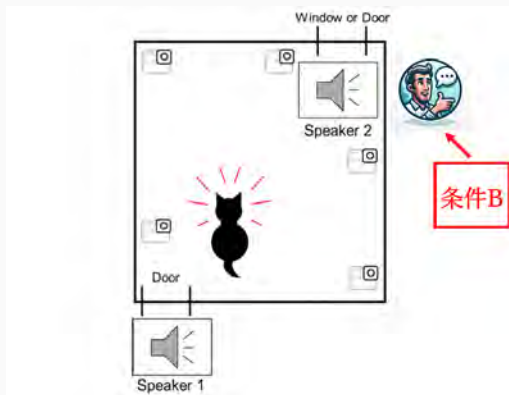 Window or Door
Speaker 2
条件B
Door
Speaker 1